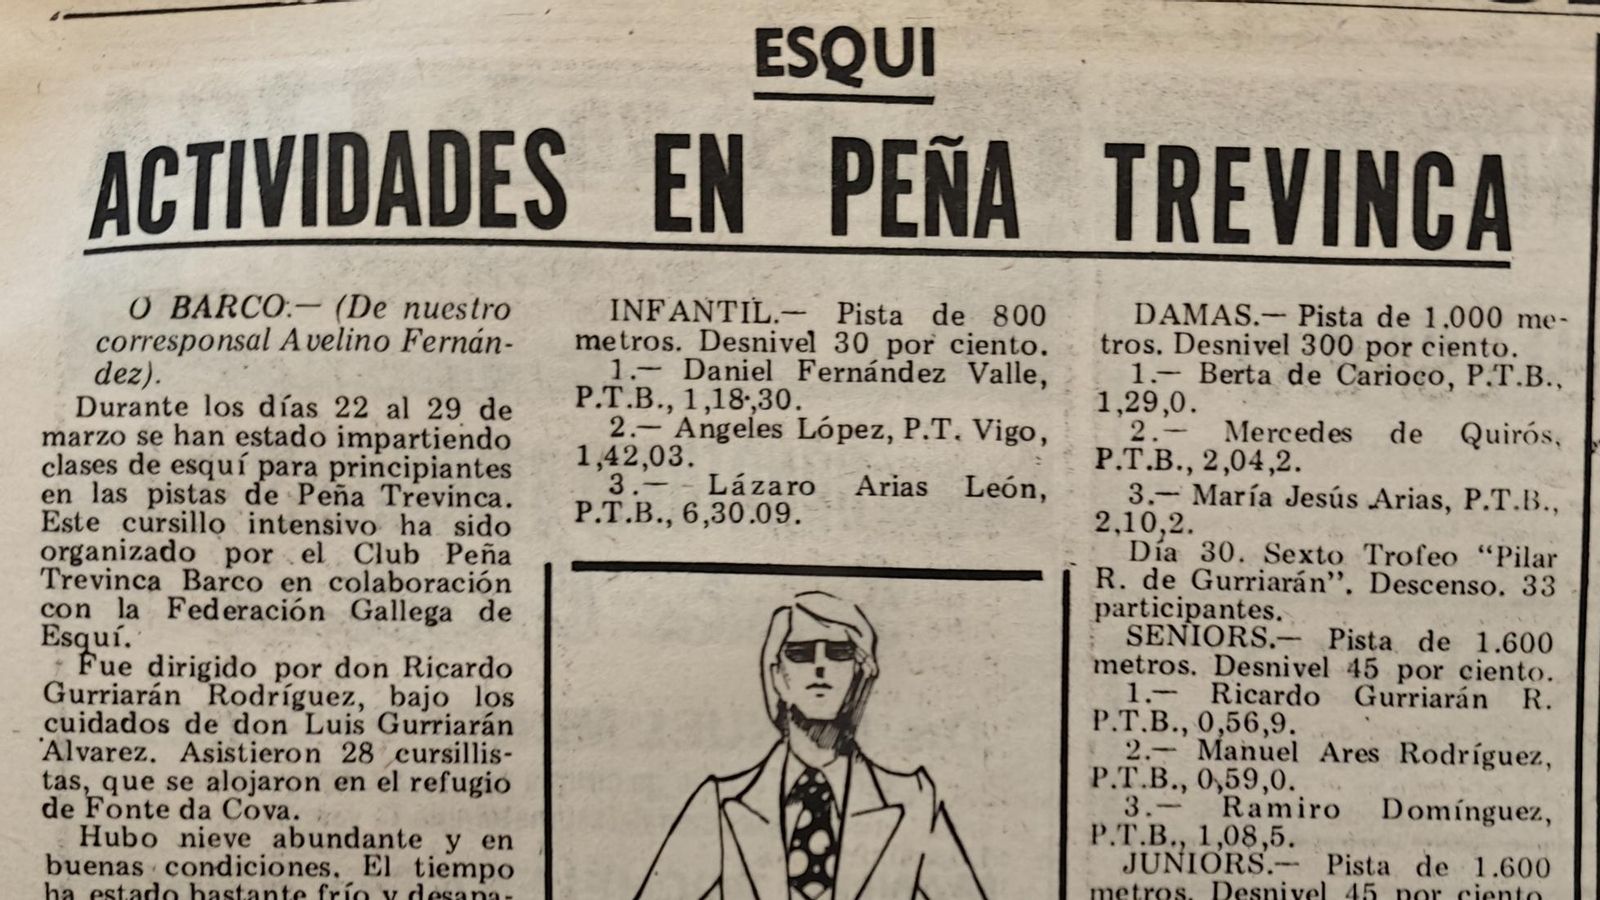 ESQUI
ACTIVIDADES EN PEÑA TREVINCA
O BARCO.— (De nuestro
corresponsal Avelino Fernán-
dez).
Durante los días 22 al 29 de
marzo se han estado impartiendo
clases de esquí para principiantes
en las pistas de Peña Trevinca.
Este cursillo intensivo ha sido
organizado por el Club Peña
Trevinca Barco en colaboración
con la Federación Gallega de
Esquí.
Fue dirigido por don Ricardo
Gurriarán Rodríguez, bajo los
cuidados de don Luis Gurriarán
Alvarez. Asistieron 28 cursillis-
tas, que se alojaron en el refugio
de Fonte da Cova.
Hubo nieve abundante y en
buenas condiciones. El tiempo
ha estado bastante frío y desapa-
INFANTIL.— Pista de 800
metros. Desnivel 30 por ciento.
1.— Daniel Fernández Valle,
P.T.B., 1,18,30.
2.— Angeles López, P.T. Vigo,
1,42,03.
3.— Lázaro Arias León,
P.T.B., 6,30.09.
DAMAS.— Pista de 1.000 me-
tros. Desnivel 300 por ciento.
1.— Berta de Carioco, P.T.B.,
1,29,0.
2.— Mercedes de Quirós,
P.T.B., 2,04,2.
3.— María Jesús Arias, P.T.B.,
2,10,2.
Día 30. Sexto Trofeo “Pilar
R. de Gurriarán”. Descenso. 33
participantes.
SENIORS.— Pista de 1.600
metros. Desnivel 45 por ciento.
1.— Ricardo Gurriarán R.
P.T.B., 0,56,9.
2.— Manuel Ares Rodríguez,
P.T.B., 0,59,0.
3.— Ramiro Domínguez,
P.T.B., 1,08,5.
JUNIORS.— Pista de 1.600
metros. Desnivel 45 por ciento.